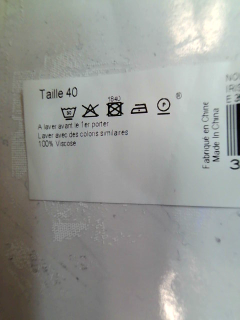 Taille 40
®
A laver avant le 1er porter
Laver avec des coloris similaires
100% Viscose
Fabriqué en Chine
Made In China